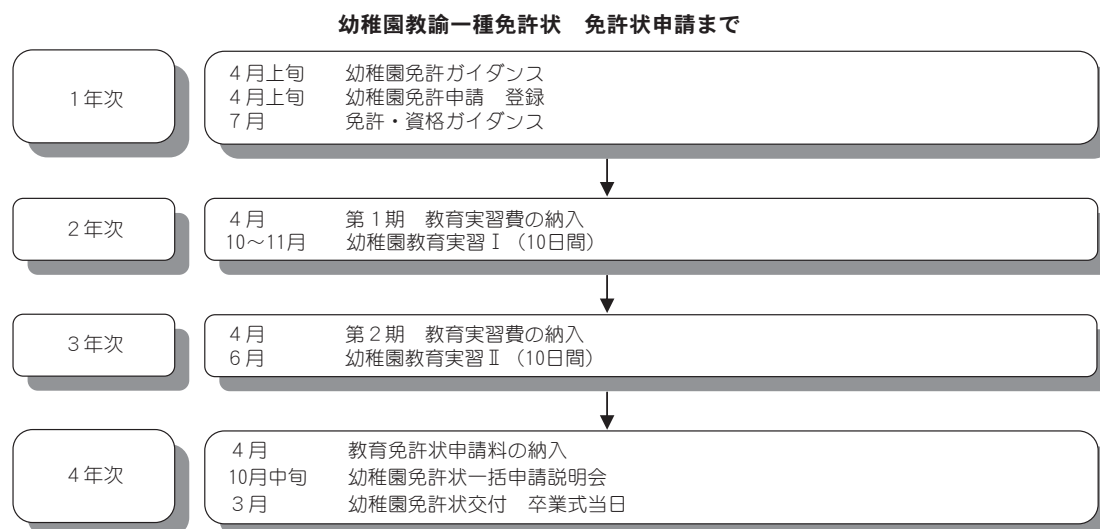 幼稚園教諭一種免許状　免許状申請まで
1年次
４月上旬　幼稚園免許ガイダンス
４月上旬　幼稚園免許申請　登録
７月　免許・資格ガイダンス
２年次
４月　第１期　教育実習費の納入
10～11月　幼稚園教育実習Ⅰ（10日間）
３年次
４月　第２期　教育実習費の納入
６月　幼稚園教育実習Ⅱ（10日間）
４年次
４月　教育免許状申請料の納入
10月中旬　幼稚園免許状一括申請説明会
３月　幼稚園免許状交付　卒業式当日